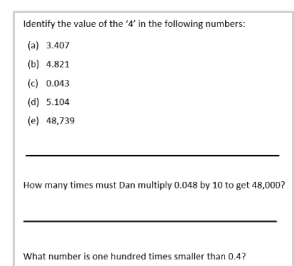 Identify the value of the ‘4’ in the following numbers:
(a) 3.407
(b) 4.821
(c) 0.043
(d) 5.104
(e) 48,739
How many times must Dan multiply 0.048 by 10 to get 48,000?
What number is one hundred times smaller than 0.4?